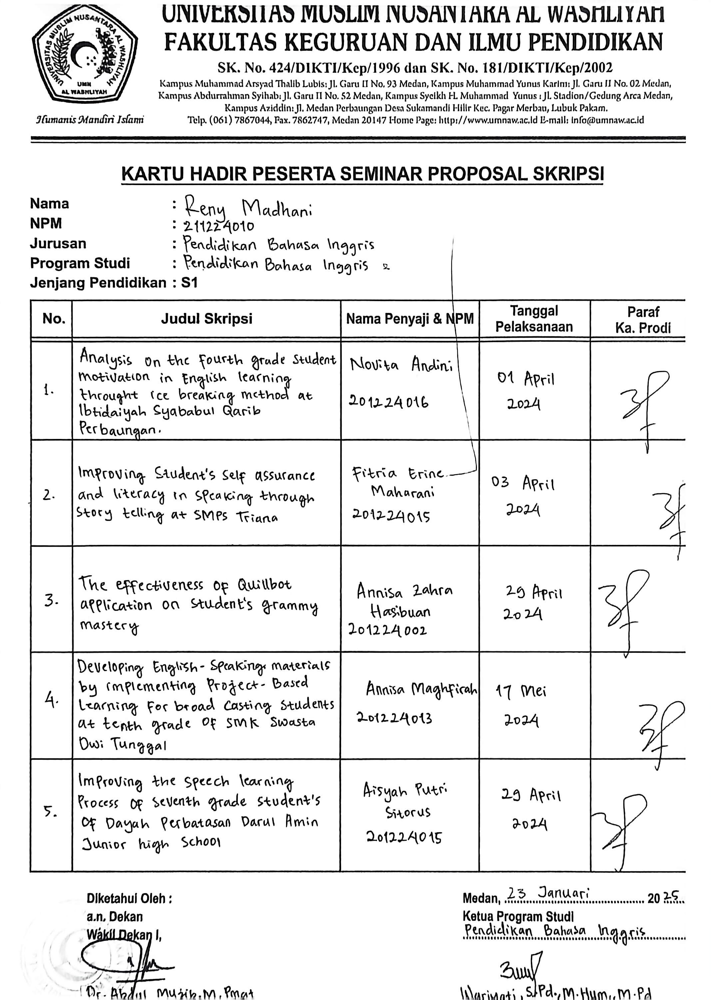 UNIVERSITAS MUSLIM NUSANTARA AL WASHLIYAH
FAKULTAS KEGURUAN DAN ILMU PENDIDIKAN
SK. No. 424/DIKTI/Kep/1996 dan SK. No. 181/DIKTI/Kep/2002
Kampus Muhammad Arsyad Thalib Lubis: Jl. Garu II No. 93 Medan, Kampus Muhammad Yunus Karim: Jl. Garu II No. 02 Medan,
Kampus Abdurrahman Syihab: Jl. Garu II No. 52 Medan, Kampus Syeikh H. Muhammad Yunus : Jl. Stadion/Gedung Arca Medan,
Kampus Aziddin: Jl. Medan Perbaungan Desa Sukamandi Hilir Kec. Pagar Merbau, Lubuk Pakam.
Telp. (061) 7867044, Fax. 7862747, Medan 20147 Home Page: http://www.umnaw.ac.id E-mail: info@umnaw.ac.id
UNIVERSITAS MUSLIM NUSANTARA AL WASHLIYAH
UMN
AL WASHLIYAH
Humanis Mandiri Islami
KARTU HADIR PESERTA SEMINAR PROPOSAL SKRIPSI
Nama : Reny Madhani
NPM : 211224010
Jurusan : Pendidikan Bahasa Inggris
Program Studi : Pendidikan Bahasa Inggris
Jenjang Pendidikan : S1
No. Judul Skripsi Nama Penyaji & NPM Tanggal Pelaksanaan Paraf Ka. Prodi
1.
Analysis on the fourth grade student
motivation in English learning
throught ice breaking method at
Ibtidaiyah Syababul Qarib
Perbaungan.
Novita Andini
201224016
01 April
2024
2.
Improving Student's self assurance
and literacy in speaking through
story telling at SMPS Triana
Fitria Erine
Maharani
201224015
03 April
2024
3.
The effectiveness of Quillbot
application on student's grammy
mastery
Annisa Zahra
Hasibuan
201224002
29 April
2024
4.
Developing English-Speaking materials
by implementing Project-Based
Learning for broad casting students
at tenth grade of SMK Swasta
Dwi Tunggal
Annisa Maghfirah
201224013
17 Mei
2024
5.
Improving the speech learning
Process of seventh grade student's
of Dayah Perbatasan Darul Amin
Junior high School
Aisyah Putri
Sitorus
201224015
29 April
2024
Diketahui Oleh :
a.n. Dekan
Wakil Dekan I,
Dr. Abdul Mujib. M. Pmat
Medan, 23 Januari 2025
Ketua Program Studi
Pendidikan Bahasa Inggris
Warimati, S.Pd., M.Hum., M.Pd